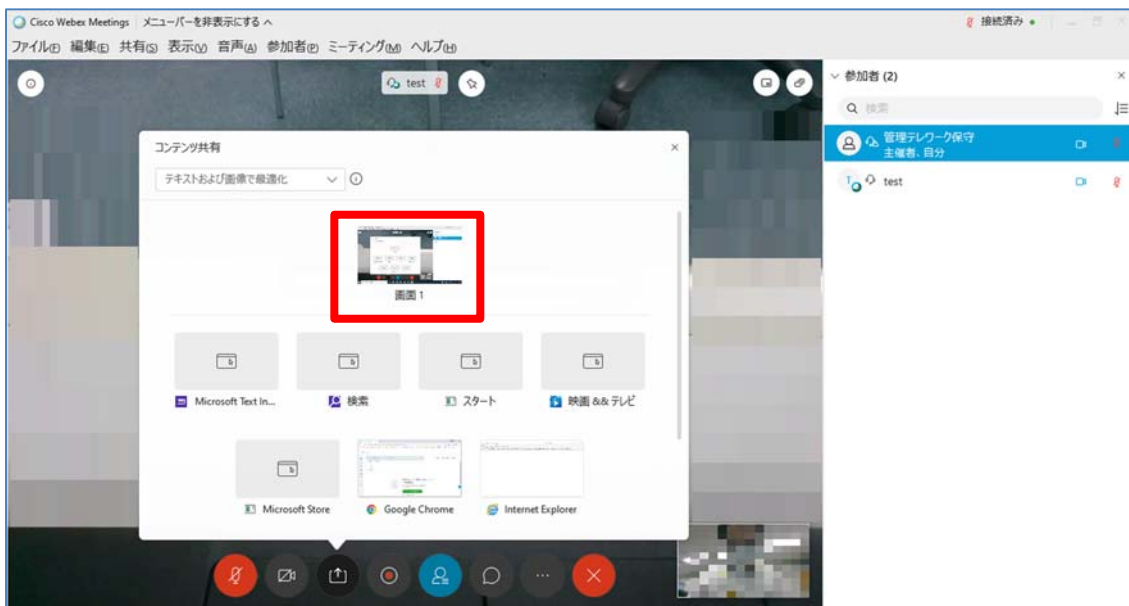 Cisco Webex Meetings メニューバーを非表示にする ヘ
接続済み
ファイル(F) 編集(E) 共有(S) 表示(V) 音声(A) 参加者(P) ミーティング(M) ヘルプ(H)
test
参加者 (2)
検索
管理テレワーク保守
主催者、自分
test
コンテンツ共有
テキストおよび画像で最適化
画面 1
Microsoft Text In...
検索
スタート
映画 && テレビ
Microsoft Store
Google Chrome
Internet Explorer